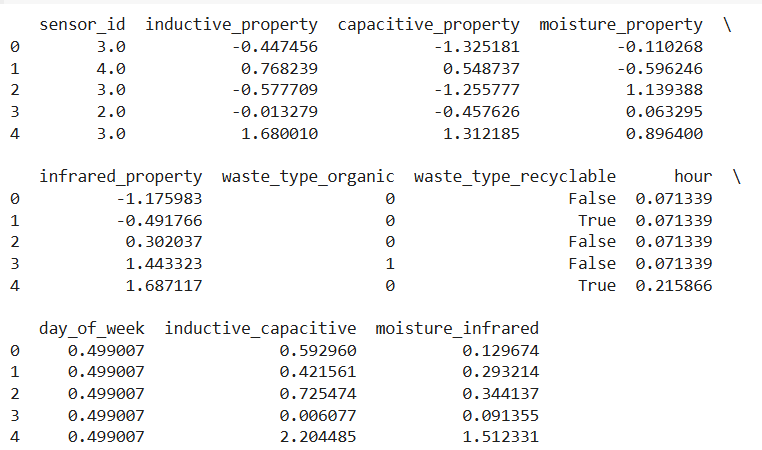 sensor_id inductive_property capacitive_property moisture_property \
0 3.0 -0.447456 -1.325181 -0.110268
1 4.0 0.768239 0.548737 -0.596246
2 3.0 -0.577709 -1.255777 1.139388
3 2.0 -0.013279 -0.457626 0.063295
4 3.0 1.680010 1.312185 0.896400
infrared_property waste_type_organic waste_type_recyclable hour \
0 -1.175983 0 False 0.071339
1 -0.491766 0 True 0.071339
2 0.302037 0 False 0.071339
3 1.443323 1 False 0.071339
4 1.687117 0 True 0.215866
day_of_week inductive_capacitive moisture_infrared
0 0.499007 0.592960 0.129674
1 0.499007 0.421561 0.293214
2 0.499007 0.725474 0.344137
3 0.499007 0.006077 0.091355
4 0.499007 2.204485 1.512331